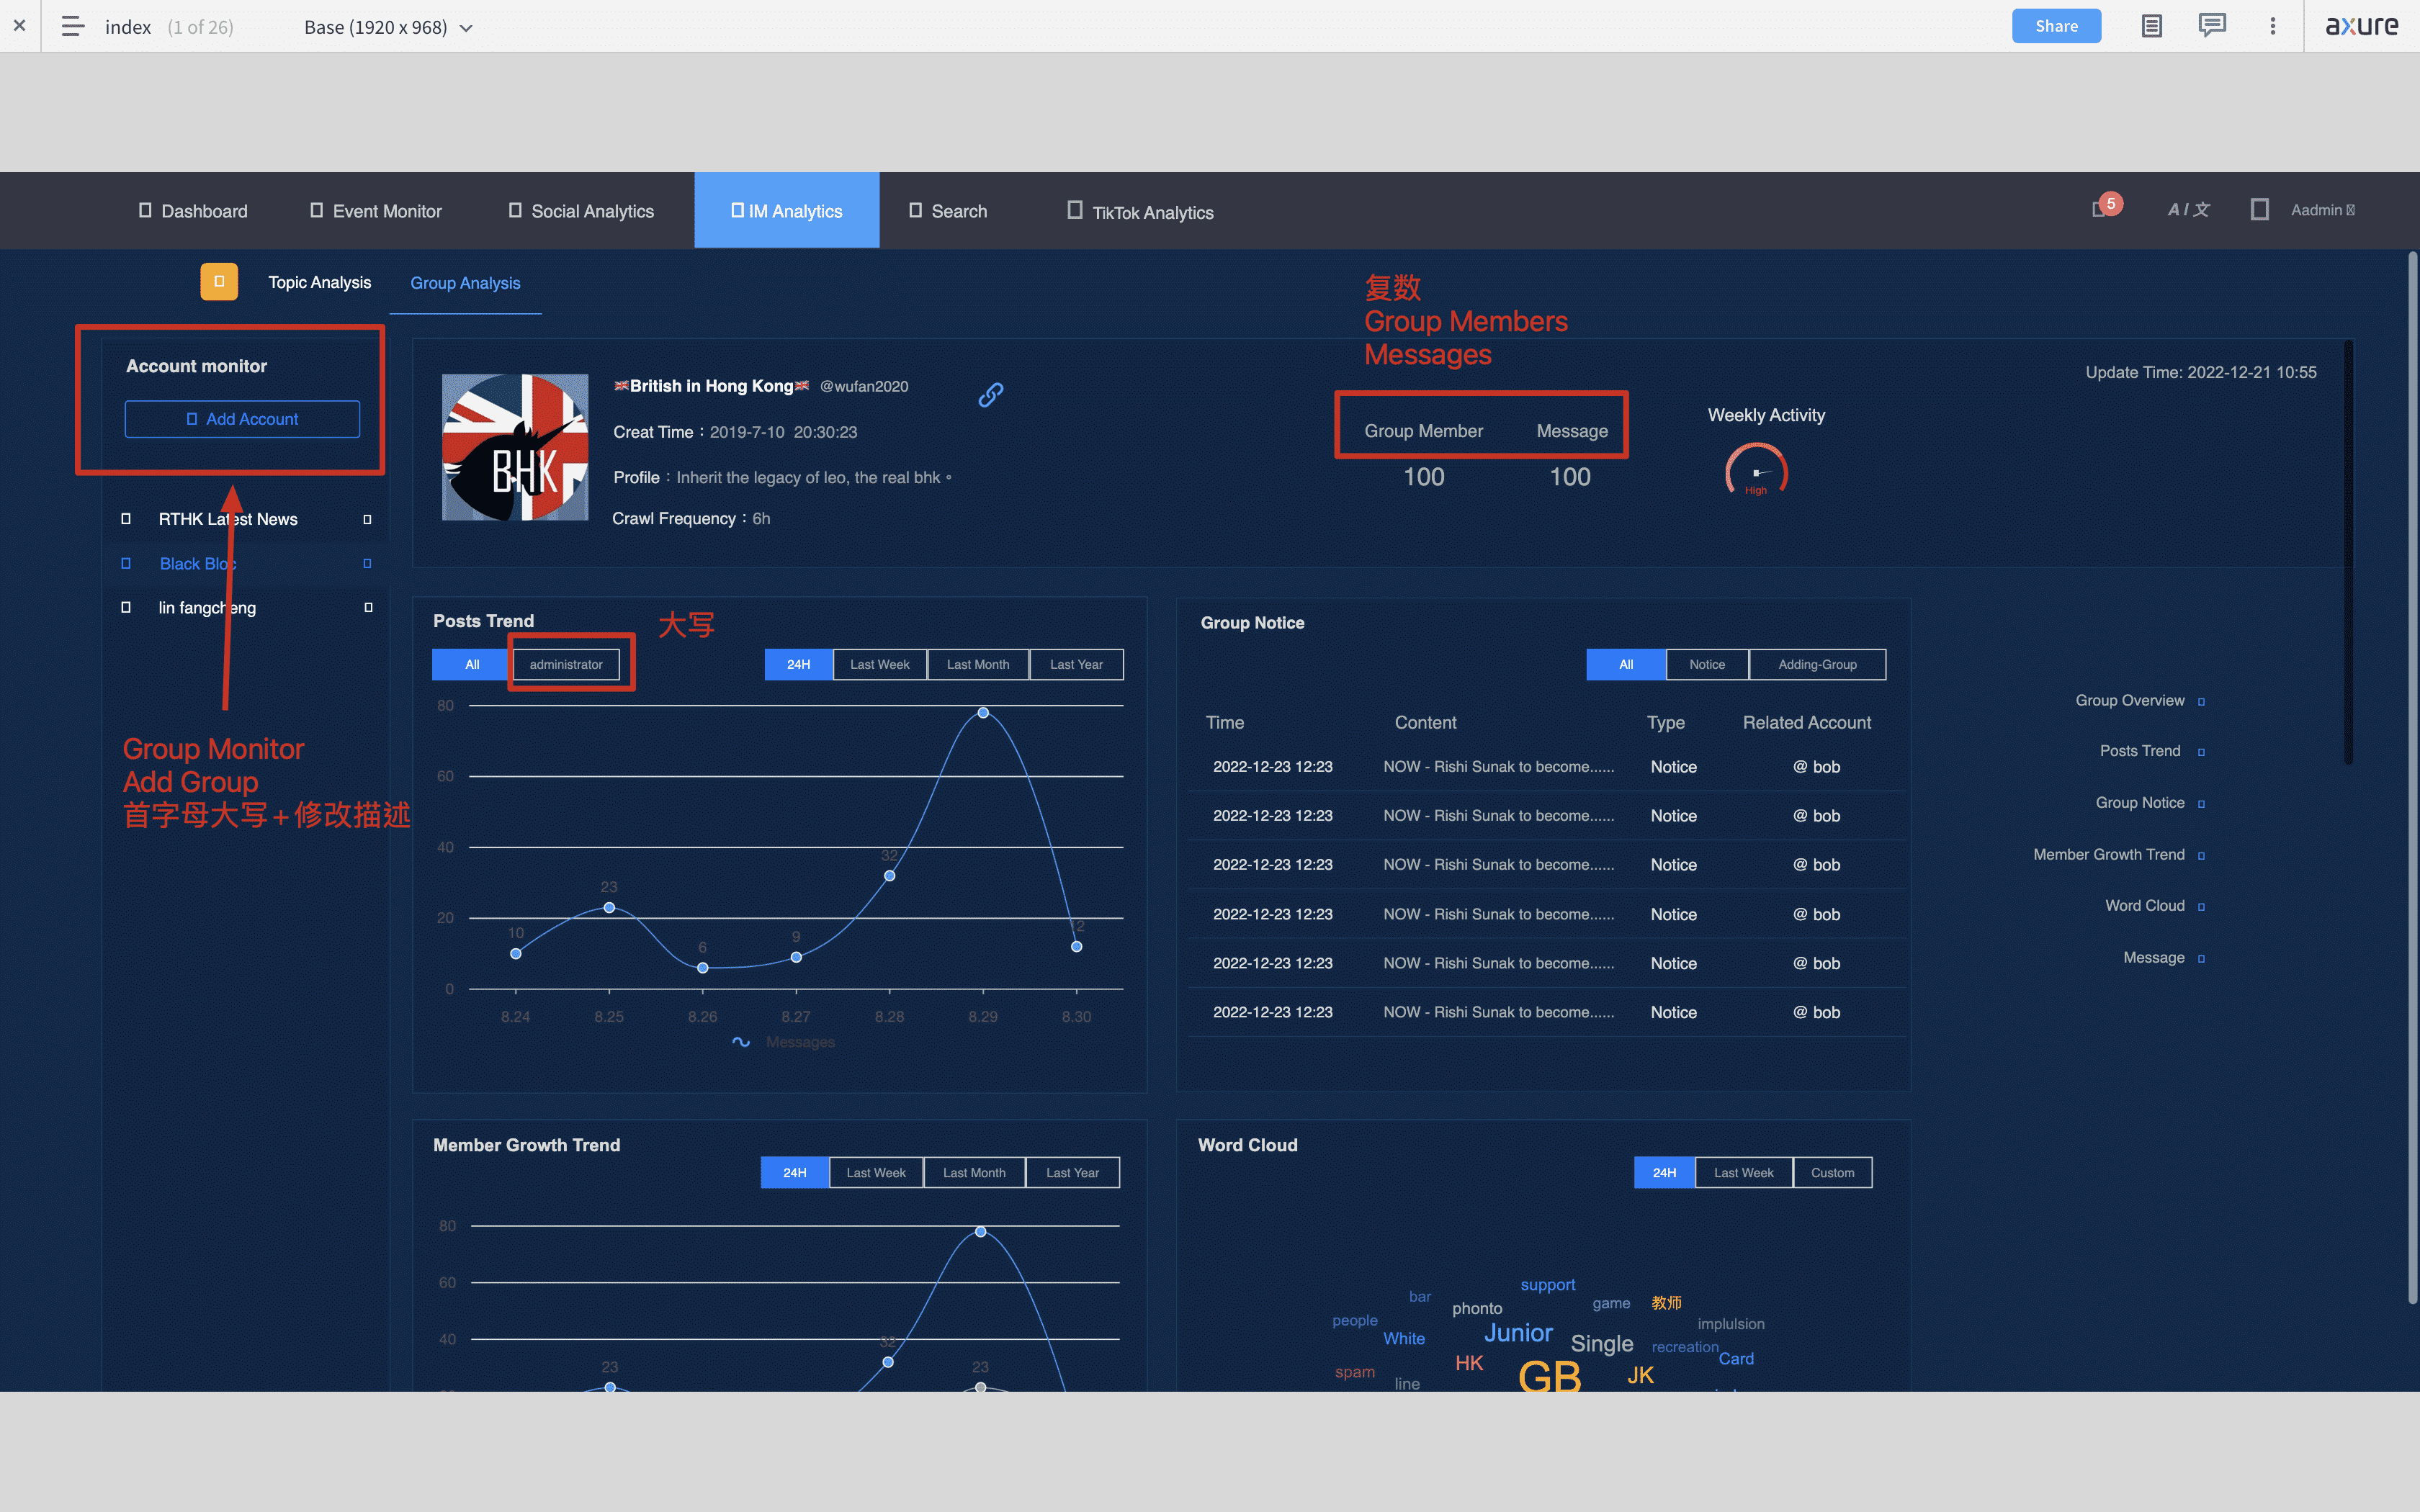 index (1 of 26) Base (1920 x 968) Share axure
Dashboard Event Monitor Social Analytics IM Analytics Search TikTok Analytics 5 A / 文 Aadmin
Topic Analysis Group Analysis
复数
Group Members
Messages
Account monitor
Add Account
RTHK Latest News
Black Bloc
lin fangcheng
Group Monitor
Add Group
首字母大写+修改描述
BHK
🇬🇧British in Hong Kong🇬🇧 @wufan2020
Creat Time：2019-7-10 20:30:23
Profile：Inherit the legacy of leo, the real bhk。
Crawl Frequency：6h
Group Member Message
100 100
Weekly Activity
High
Update Time: 2022-12-21 10:55
Posts Trend
大写
All administrator 24H Last Week Last Month Last Year
80
60
40
20
0
10 23 6 9 32 12
8.24 8.25 8.26 8.27 8.28 8.29 8.30
Messages
Group Notice
All Notice Adding-Group
Time Content Type Related Account
2022-12-23 12:23 NOW - Rishi Sunak to become...... Notice @ bob
2022-12-23 12:23 NOW - Rishi Sunak to become...... Notice @ bob
2022-12-23 12:23 NOW - Rishi Sunak to become...... Notice @ bob
2022-12-23 12:23 NOW - Rishi Sunak to become...... Notice @ bob
2022-12-23 12:23 NOW - Rishi Sunak to become...... Notice @ bob
2022-12-23 12:23 NOW - Rishi Sunak to become...... Notice @ bob
Group Overview
Posts Trend
Group Notice
Member Growth Trend
Word Cloud
Message
Member Growth Trend
24H Last Week Last Month Last Year
80
60
40
23 32 23
Word Cloud
24H Last Week Custom
support
bar phonto game 教师
people White Junior Single implulsion
recreation Card
spam HK GB JK
line